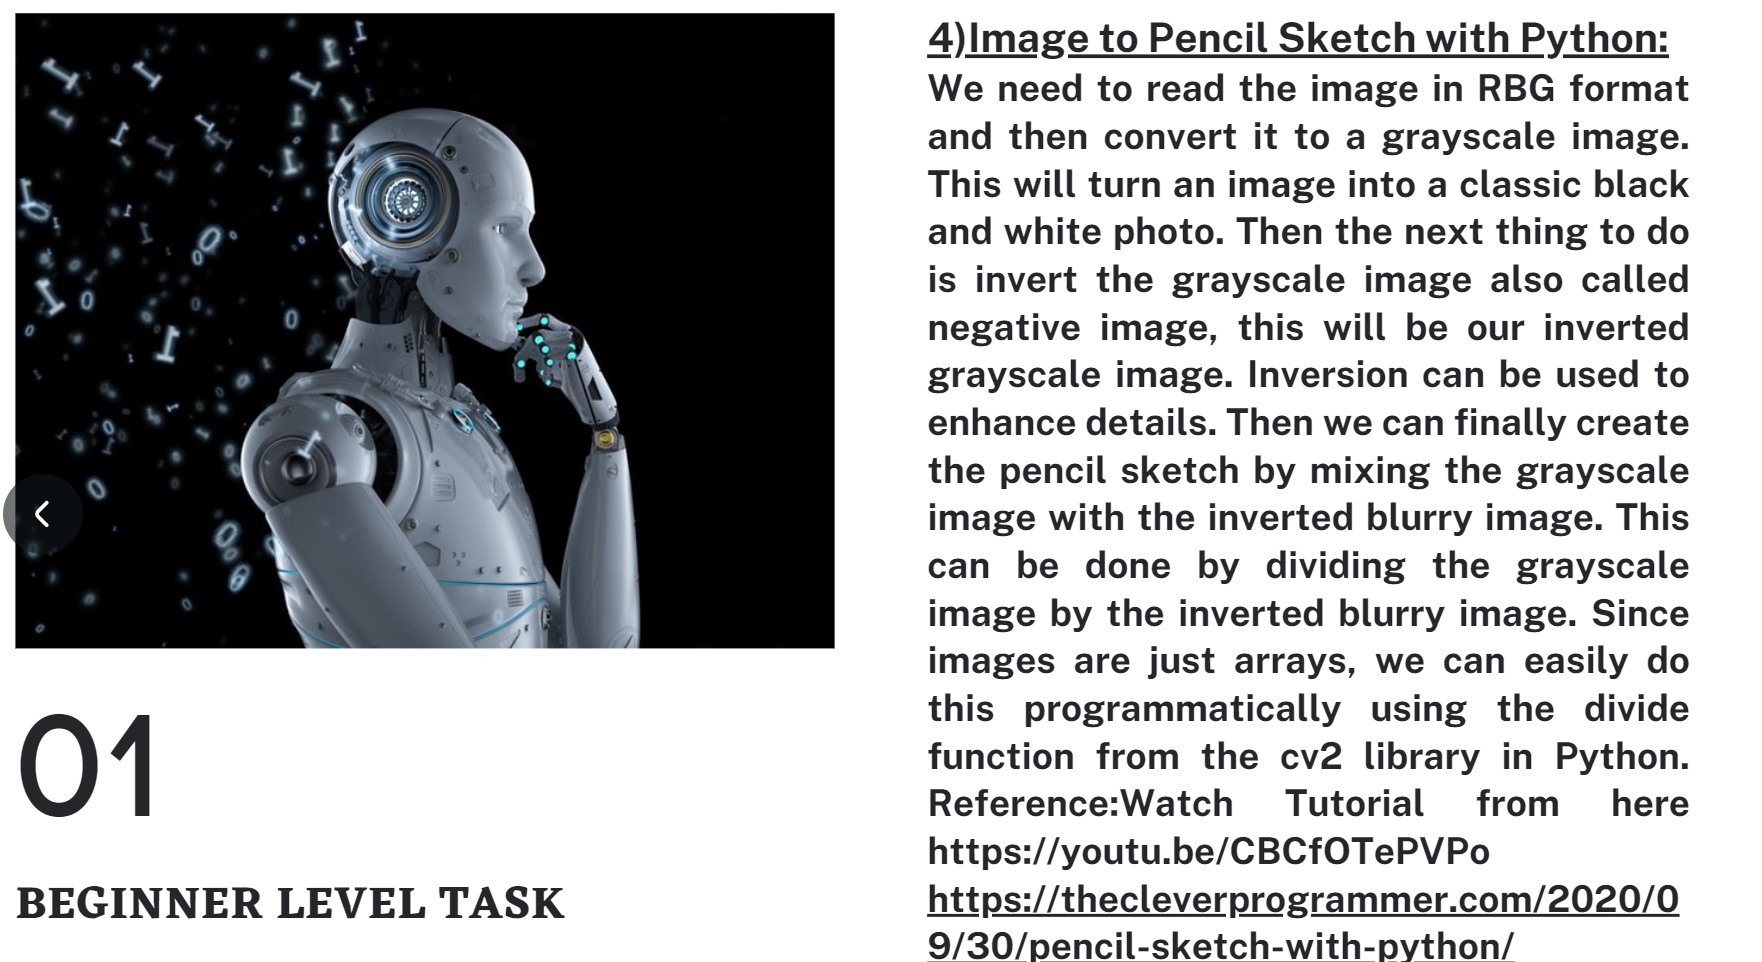 01
BEGINNER LEVEL TASK
4)Image to Pencil Sketch with Python:
We need to read the image in RBG format
and then convert it to a grayscale image.
This will turn an image into a classic black
and white photo. Then the next thing to do
is invert the grayscale image also called
negative image, this will be our inverted
grayscale image. Inversion can be used to
enhance details. Then we can finally create
the pencil sketch by mixing the grayscale
image with the inverted blurry image. This
can be done by dividing the grayscale
image by the inverted blurry image. Since
images are just arrays, we can easily do
this programmatically using the divide
function from the cv2 library in Python.
Reference:Watch Tutorial from here
https://youtu.be/CBCfOTePVPo
https://thecleverprogrammer.com/2020/0
9/30/pencil-sketch-with-python/